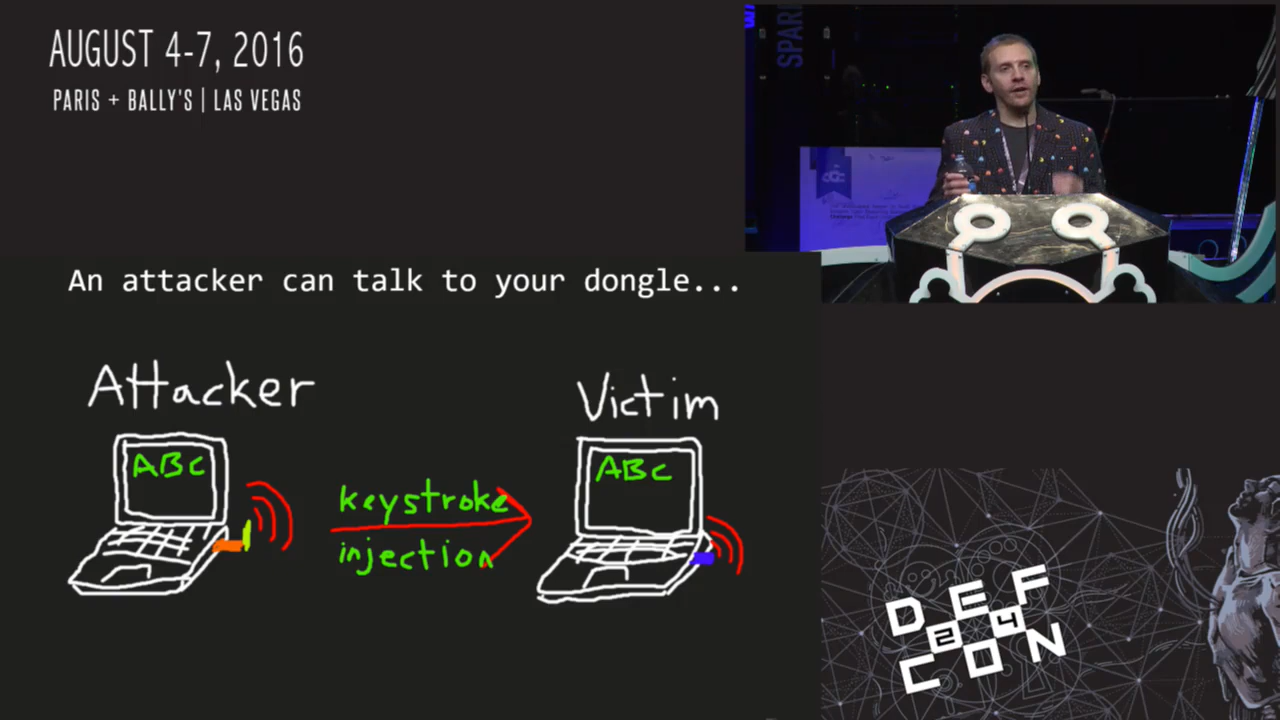 AUGUST 4-7, 2016
PARIS + BALLY'S | LAS VEGAS
SPAR
An attacker can talk to your dongle...
Attacker
Victim
ABC
ABC
keystroke
injection
DEF
24
CON